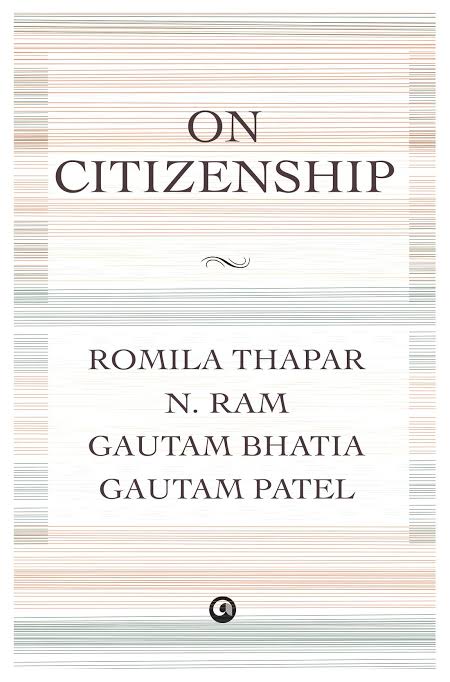 ON
CITIZENSHIP
ROMILA THAPAR
N. RAM
GAUTAM BHATIA
GAUTAM PATEL